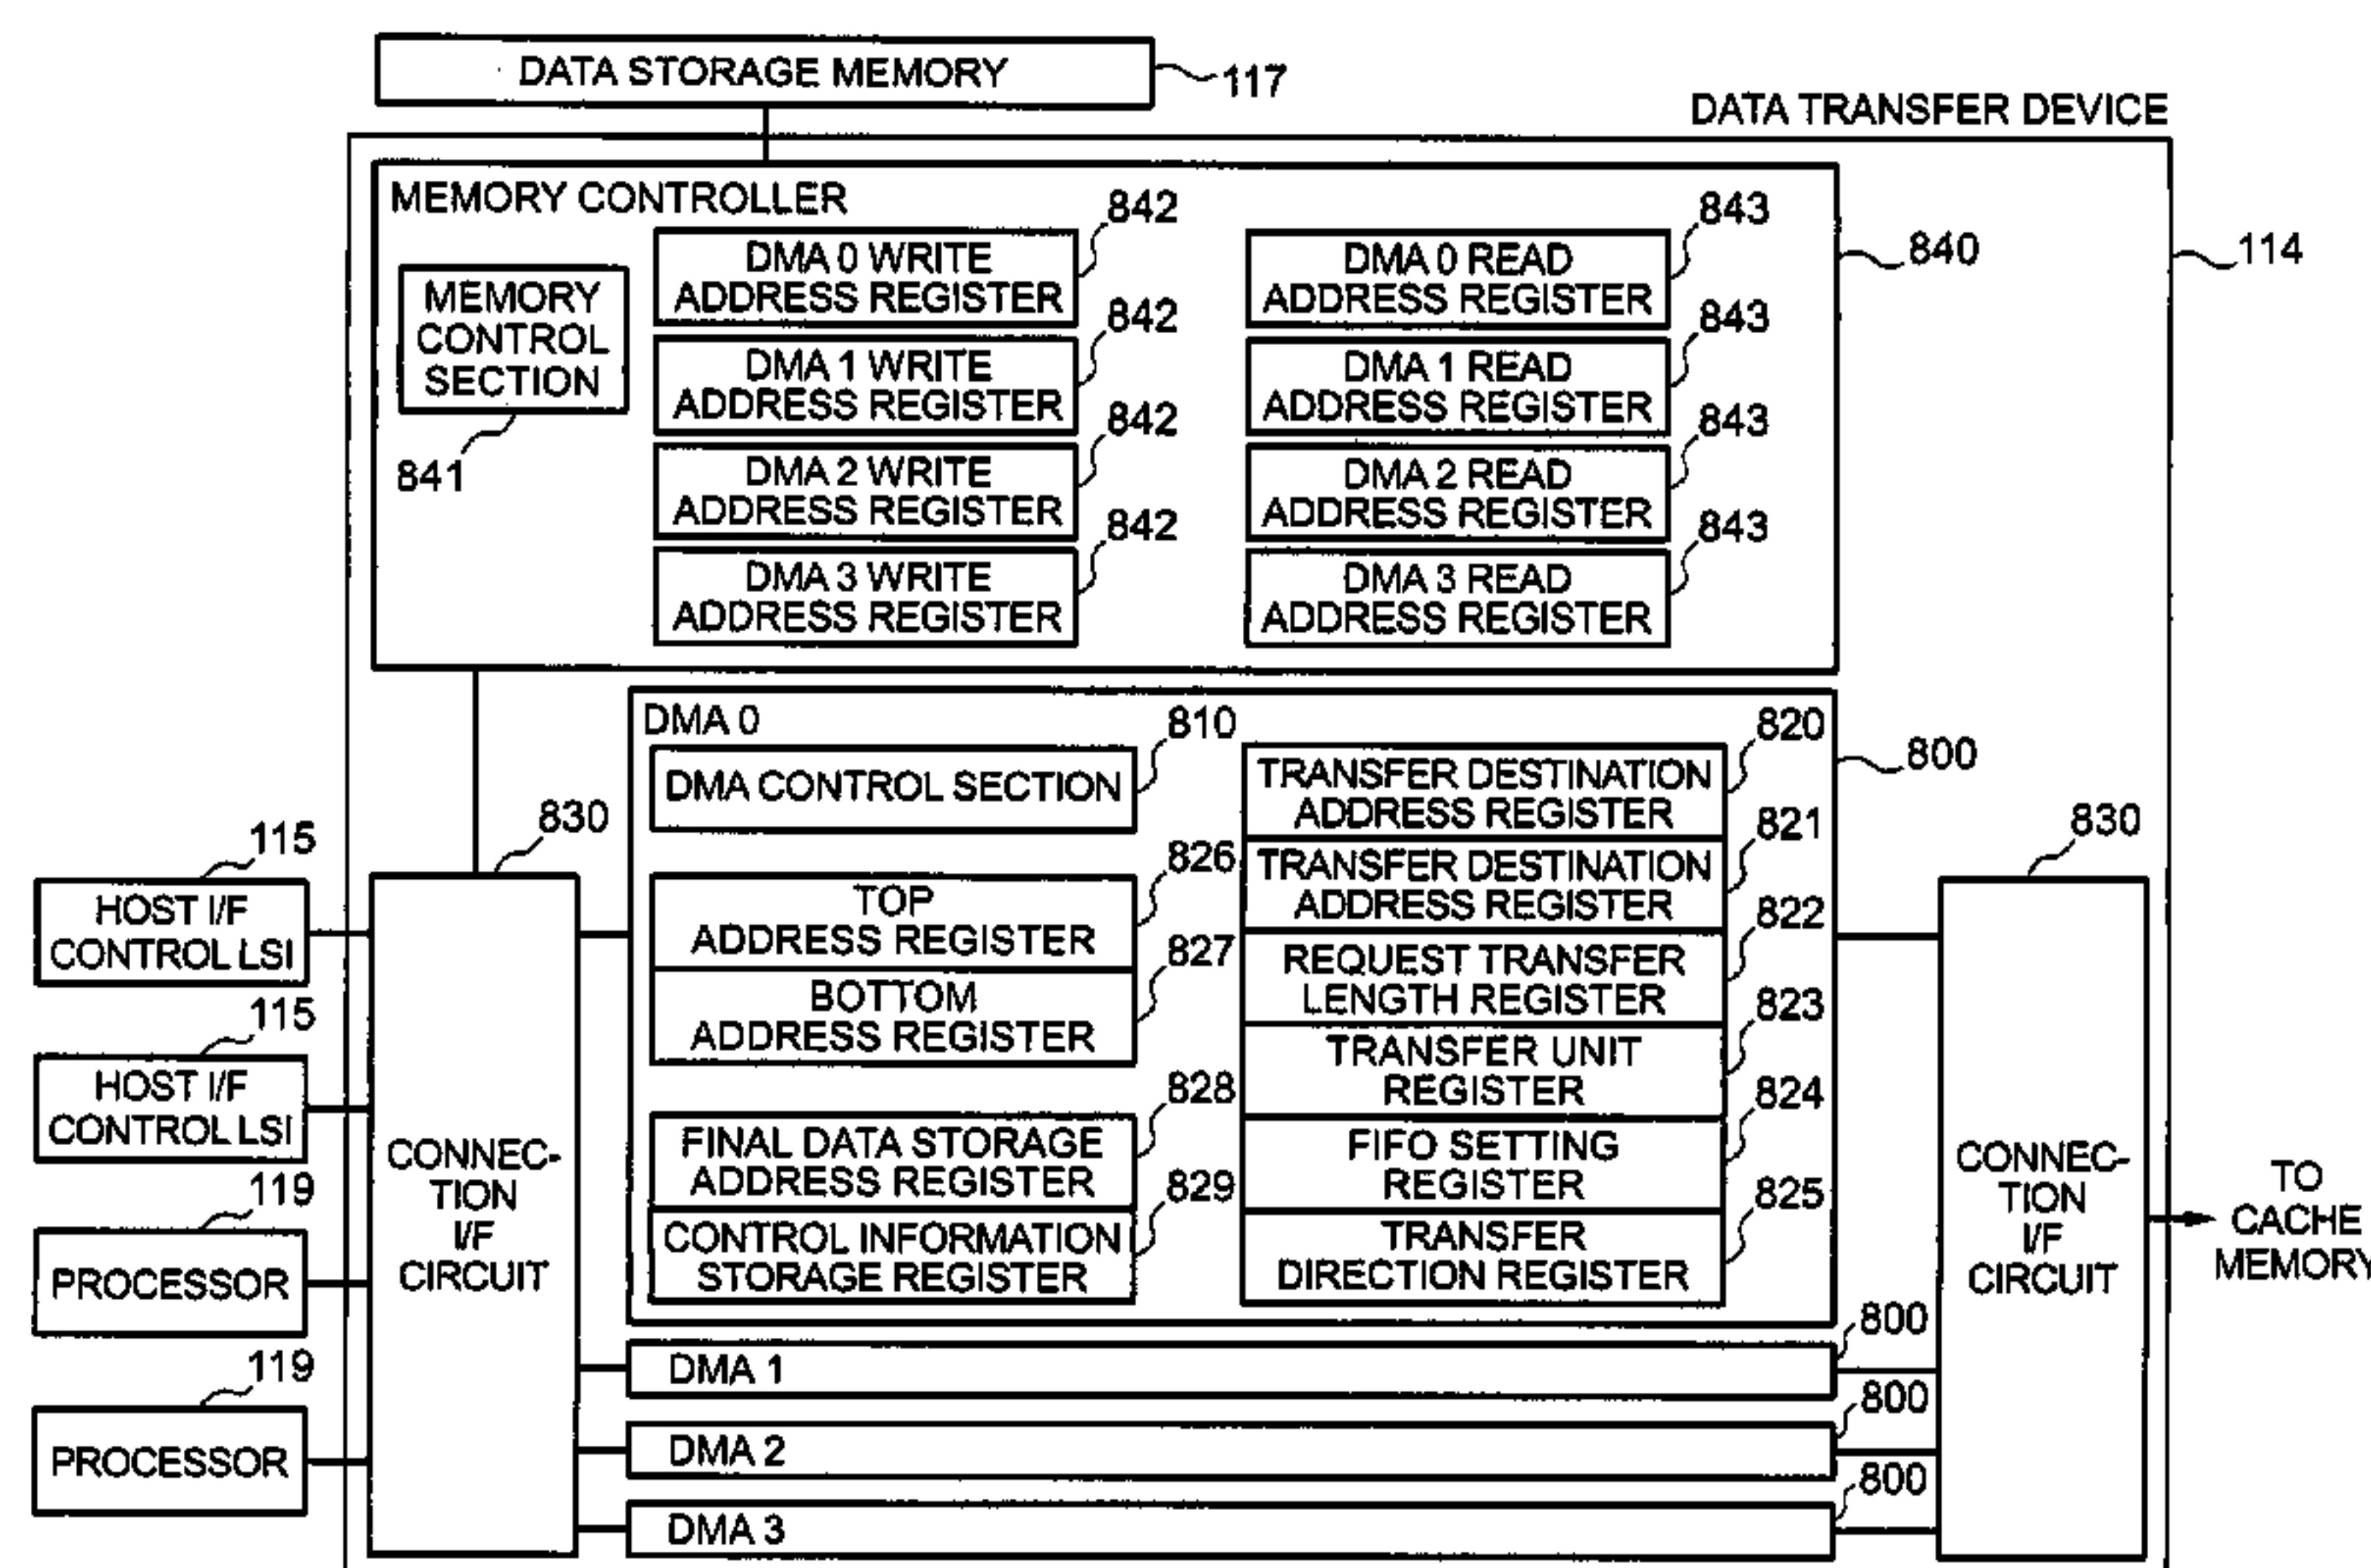 DATA STORAGE MEMORY
117
DATA TRANSFER DEVICE
114
MEMORY CONTROLLER
840
MEMORY
CONTROL
SECTION
841
DMA 0 WRITE
ADDRESS REGISTER
842
DMA 0 READ
ADDRESS REGISTER
843
DMA 1 WRITE
ADDRESS REGISTER
842
DMA 1 READ
ADDRESS REGISTER
843
DMA 2 WRITE
ADDRESS REGISTER
842
DMA 2 READ
ADDRESS REGISTER
843
DMA 3 WRITE
ADDRESS REGISTER
842
DMA 3 READ
ADDRESS REGISTER
843
DMA 0
800
DMA CONTROL SECTION
810
TOP
ADDRESS REGISTER
826
BOTTOM
ADDRESS REGISTER
827
FINAL DATA STORAGE
ADDRESS REGISTER
828
CONTROL INFORMATION
STORAGE REGISTER
829
TRANSFER DESTINATION
ADDRESS REGISTER
820
TRANSFER DESTINATION
ADDRESS REGISTER
821
REQUEST TRANSFER
LENGTH REGISTER
822
TRANSFER UNIT
REGISTER
823
FIFO SETTING
REGISTER
824
TRANSFER
DIRECTION REGISTER
825
DMA 1
800
DMA 2
800
DMA 3
800
115
HOST I/F
CONTROL LSI
115
HOST I/F
CONTROL LSI
119
PROCESSOR
119
PROCESSOR
830
CONNEC-
TION
I/F
CIRCUIT
830
CONNEC-
TION
I/F
CIRCUIT
TO
CACHE
MEMORY